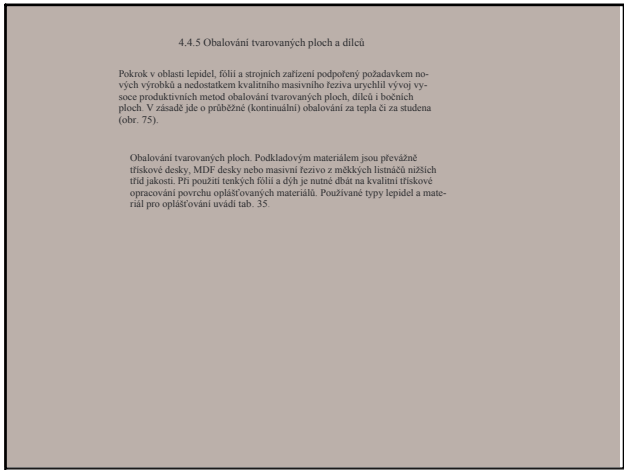 4.4.5 Obalování tvarovaných ploch a dílců
Pokrok v oblasti lepidel, fólií a strojních zařízení podpořený požadavkem no-
vých výrobků a nedostatkem kvalitního masivního řeziva urychlil vývoj vy-
soce produktivních metod obalování tvarovaných ploch, dílců i bočních
ploch. V zásadě jde o průběžné (kontinuální) obalování za tepla či za studena
(obr. 75).
Obalování tvarovaných ploch. Podkladovým materiálem jsou převážně
třískové desky, MDF desky nebo masivní řezivo z měkkých listnáčů nižších
tříd jakosti. Při použití tenkých fólií a dýh je nutné dbát na kvalitní třískové
opracování povrchu oplášťovaných materiálů. Používané typy lepidel a mate-
riál pro oplášťování uvádí tab. 35.